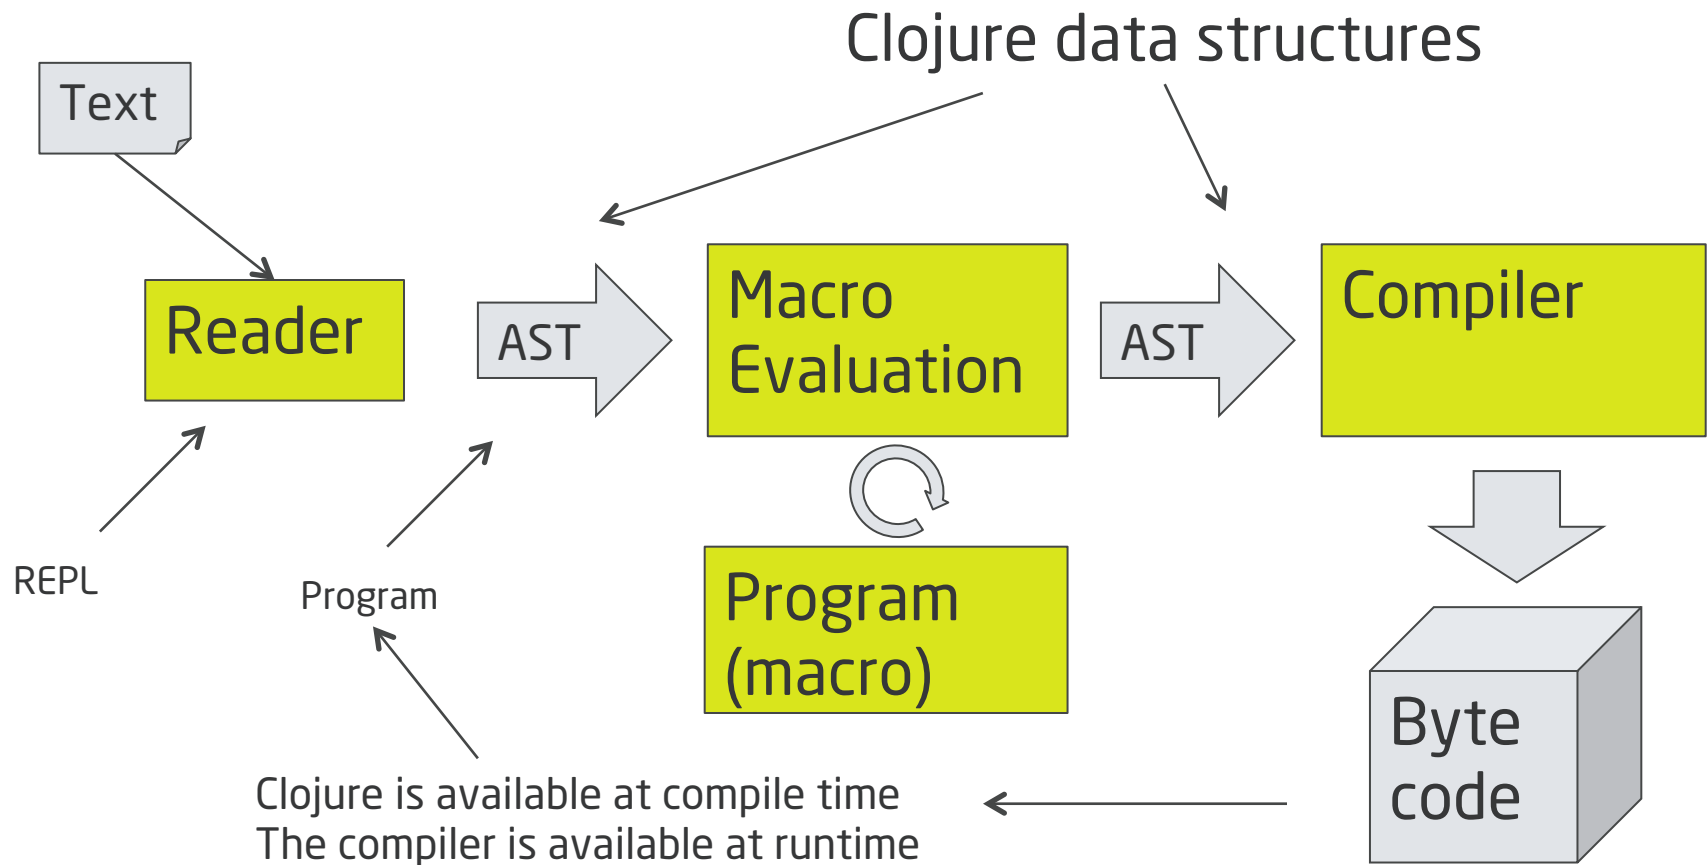 Clojure data structures
Text
Reader
AST
Macro
Evaluation
AST
Compiler
REPL
Program
Program
(macro)
Byte
code
Clojure is available at compile time
The compiler is available at runtime